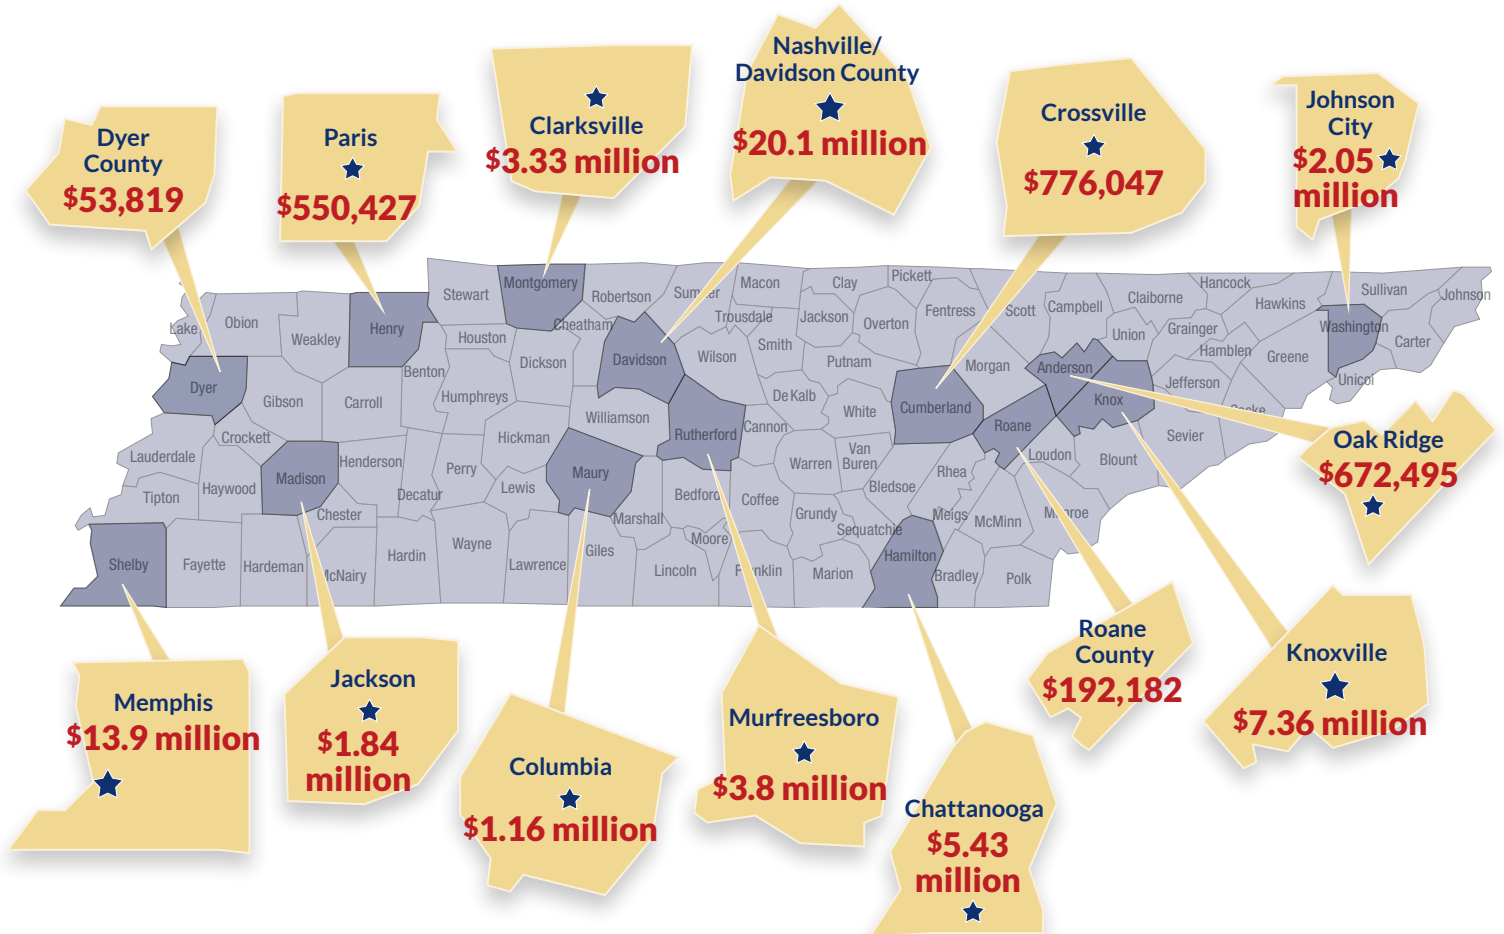 Nashville/
Davidson County
$20.1 million
Clarksville
$3.33 million
Crossville
$776,047
Johnson
City
$2.05
million
Dyer
County
$53,819
Paris
$550,427
Stewart
Montgomery
Robertson
Sumner
Macon
Clay
Pickett
Fentress
Scott
Campbell
Claiborne
Hancock
Hawkins
Sullivan
Johnson
Lake
Obion
Weakley
Henry
Houston
Cheatham
Trousdale
Jackson
Overton
Union
Grainger
Washington
Carter
Dickson
Davidson
Wilson
Smith
Putnam
Morgan
Anderson
Hamblen
Greene
Unicoi
Dyer
Gibson
Carroll
Benton
Humphreys
Williamson
Rutherford
De Kalb
Cannon
White
Cumberland
Roane
Knox
Jefferson
Cocke
Sevier
Crockett
Lauderdale
Haywood
Madison
Henderson
Decatur
Perry
Hickman
Lewis
Maury
Bedford
Coffee
Warren
Van
Buren
Bledsoe
Rhea
Loudon
Blount
Tipton
Chester
Marshall
Moore
Grundy
Sequatchie
Meigs
McMinn
Monroe
Shelby
Fayette
Hardeman
McNairy
Hardin
Wayne
Lawrence
Giles
Lincoln
Franklin
Marion
Hamilton
Bradley
Polk
Oak Ridge
$672,495
Memphis
$13.9 million
Jackson
$1.84
million
Columbia
$1.16 million
Murfreesboro
$3.8 million
Chattanooga
$5.43
million
Roane
County
$192,182
Knoxville
$7.36 million